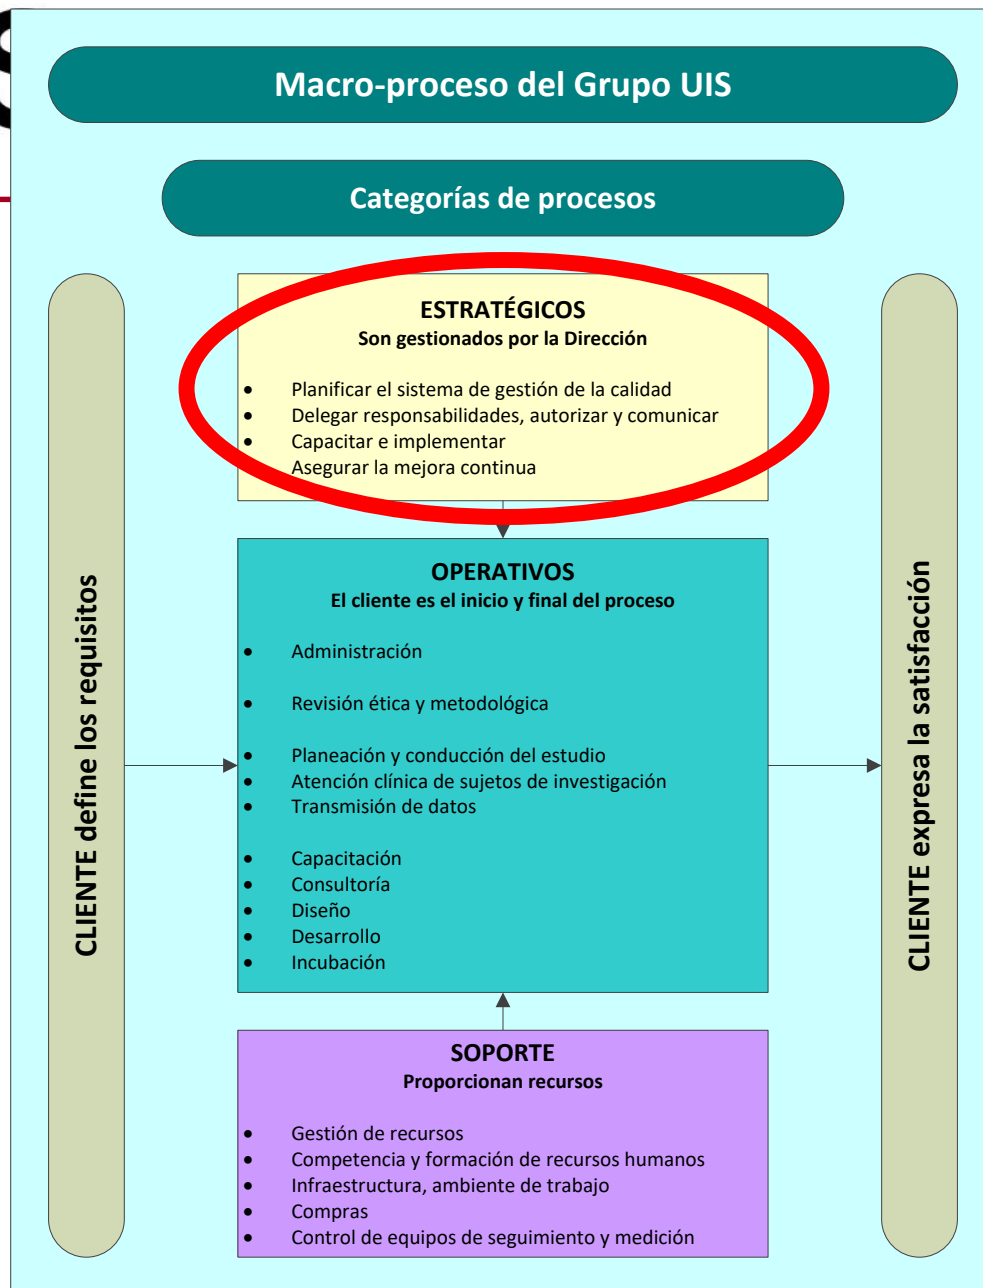 Macro-proceso del Grupo UIS
Categorías de procesos
CLIENTE define los requisitos
ESTRATÉGICOS
Son gestionados por la Dirección
• Planificar el sistema de gestión de la calidad
• Delegar responsabilidades, autorizar y comunicar
• Capacitar e implementar
Asegurar la mejora continua
OPERATIVOS
El cliente es el inicio y final del proceso
• Administración
• Revisión ética y metodológica
• Planeación y conducción del estudio
• Atención clínica de sujetos de investigación
• Transmisión de datos
• Capacitación
• Consultoría
• Diseño
• Desarrollo
• Incubación
SOPORTE
Proporcionan recursos
• Gestión de recursos
• Competencia y formación de recursos humanos
• Infraestructura, ambiente de trabajo
• Compras
• Control de equipos de seguimiento y medición
CLIENTE expresa la satisfacción